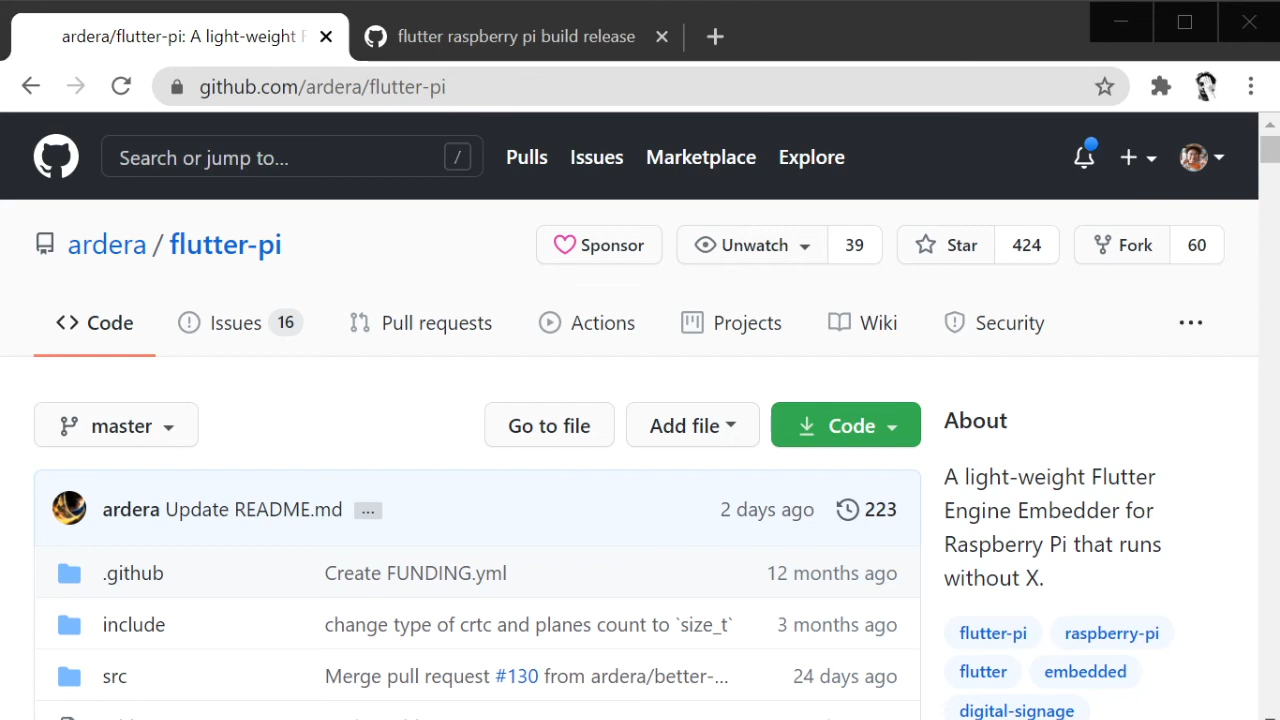 ardera/flutter-pi: A light-weight F
flutter raspberry pi build release
github.com/ardera/flutter-pi
Search or jump to...
/
Pulls
Issues
Marketplace
Explore
ardera / flutter-pi
Sponsor
Unwatch
39
Star
424
Fork
60
Code
Issues
16
Pull requests
Actions
Projects
Wiki
Security
master
Go to file
Add file
Code
About
A light-weight Flutter
Engine Embedder for
Raspberry Pi that runs
without X.
flutter-pi
raspberry-pi
flutter
embedded
digital-signage
ardera Update README.md ...
2 days ago
223
.github
Create FUNDING.yml
12 months ago
include
change type of crtc and planes count to `size_t`
3 months ago
src
Merge pull request #130 from ardera/better-...
24 days ago